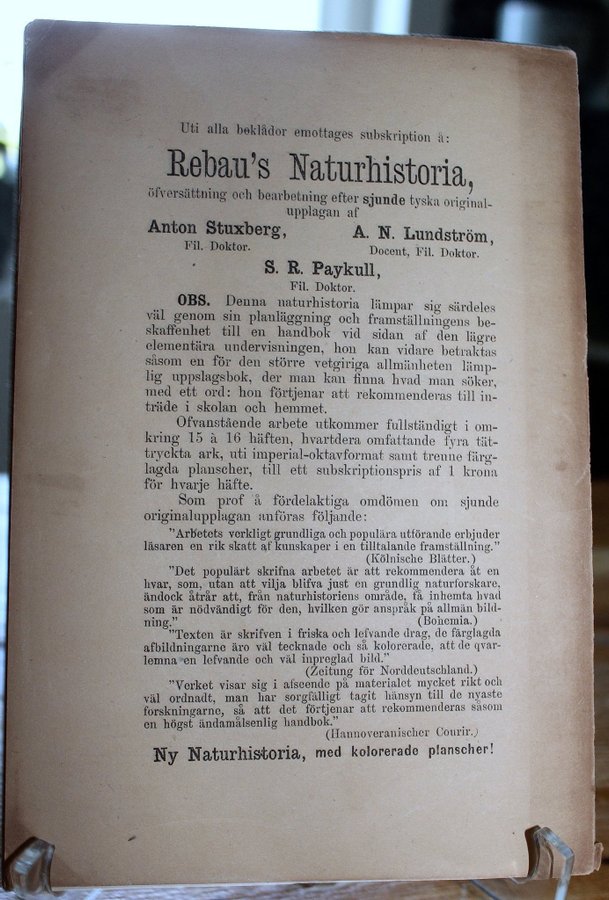 Uti alla boklådor emottages subskription å:
Rebau's Naturhistoria,
öfversättning och bearbetning efter sjunde tyska original-
upplagan af
Anton Stuxberg, A. N. Lundström,
Fil. Doktor. Docent, Fil. Doktor.
S. R. Paykull,
Fil. Doktor.
OBS. Denna naturhistoria lämpar sig särdeles
väl genom sin planläggning och framställningens be-
skaffenhet till en handbok vid sidan af den lägre
elementära undervisningen, hon kan vidare betraktas
såsom en för den större vetgiriga allmänheten lämp-
lig uppslagsbok, der man kan finna hvad man söker,
med ett ord: hon förtjenar att rekommenderas till in-
träde i skolan och hemmet.
Ofvanstående arbete utkommer fullständigt i om-
kring 15 à 16 häften, hvartdera omfattande fyra tät-
tryckta ark, uti imperial-oktavformat samt trenne färg-
lagda planscher, till ett subskriptionspris af 1 krona
för hvarje häfte.
Som prof å fördelaktiga omdömen om sjunde
originalupplagan anföras följande:
"Arbetets verkligt grundliga och populära utförande erbjuder
läsaren en rik skatt af kunskaper i en tilltalande framställning."
(Kölnische Blätter.)
"Det populärt skrifna arbetet är att rekommendera åt en
hvar, som, utan att vilja blifva just en grundlig naturforskare,
ändock åtrår att, från naturhistoriens område, få inhemta hvad
som är nödvändigt för den, hvilken gör anspråk på allmän bild-
ning." (Bohemia.)
"Texten är skrifven i friska och lefvande drag, de färglagda
afbildningarne äro väl tecknade och så kolorerade, att de qvar-
lemna en lefvande och väl inpreglad bild."
(Zeitung für Norddeutschland.)
"Verket visar sig i afseende på materialet mycket rikt och
väl ordnadt, man har sorgfälligt tagit hänsyn till de nyaste
forskningarne, så att det förtjenar att rekommenderas såsom
en högst ändamålsenlig handbok."
(Hannoveranischer Courir.)
Ny Naturhistoria, med kolorerade planscher!